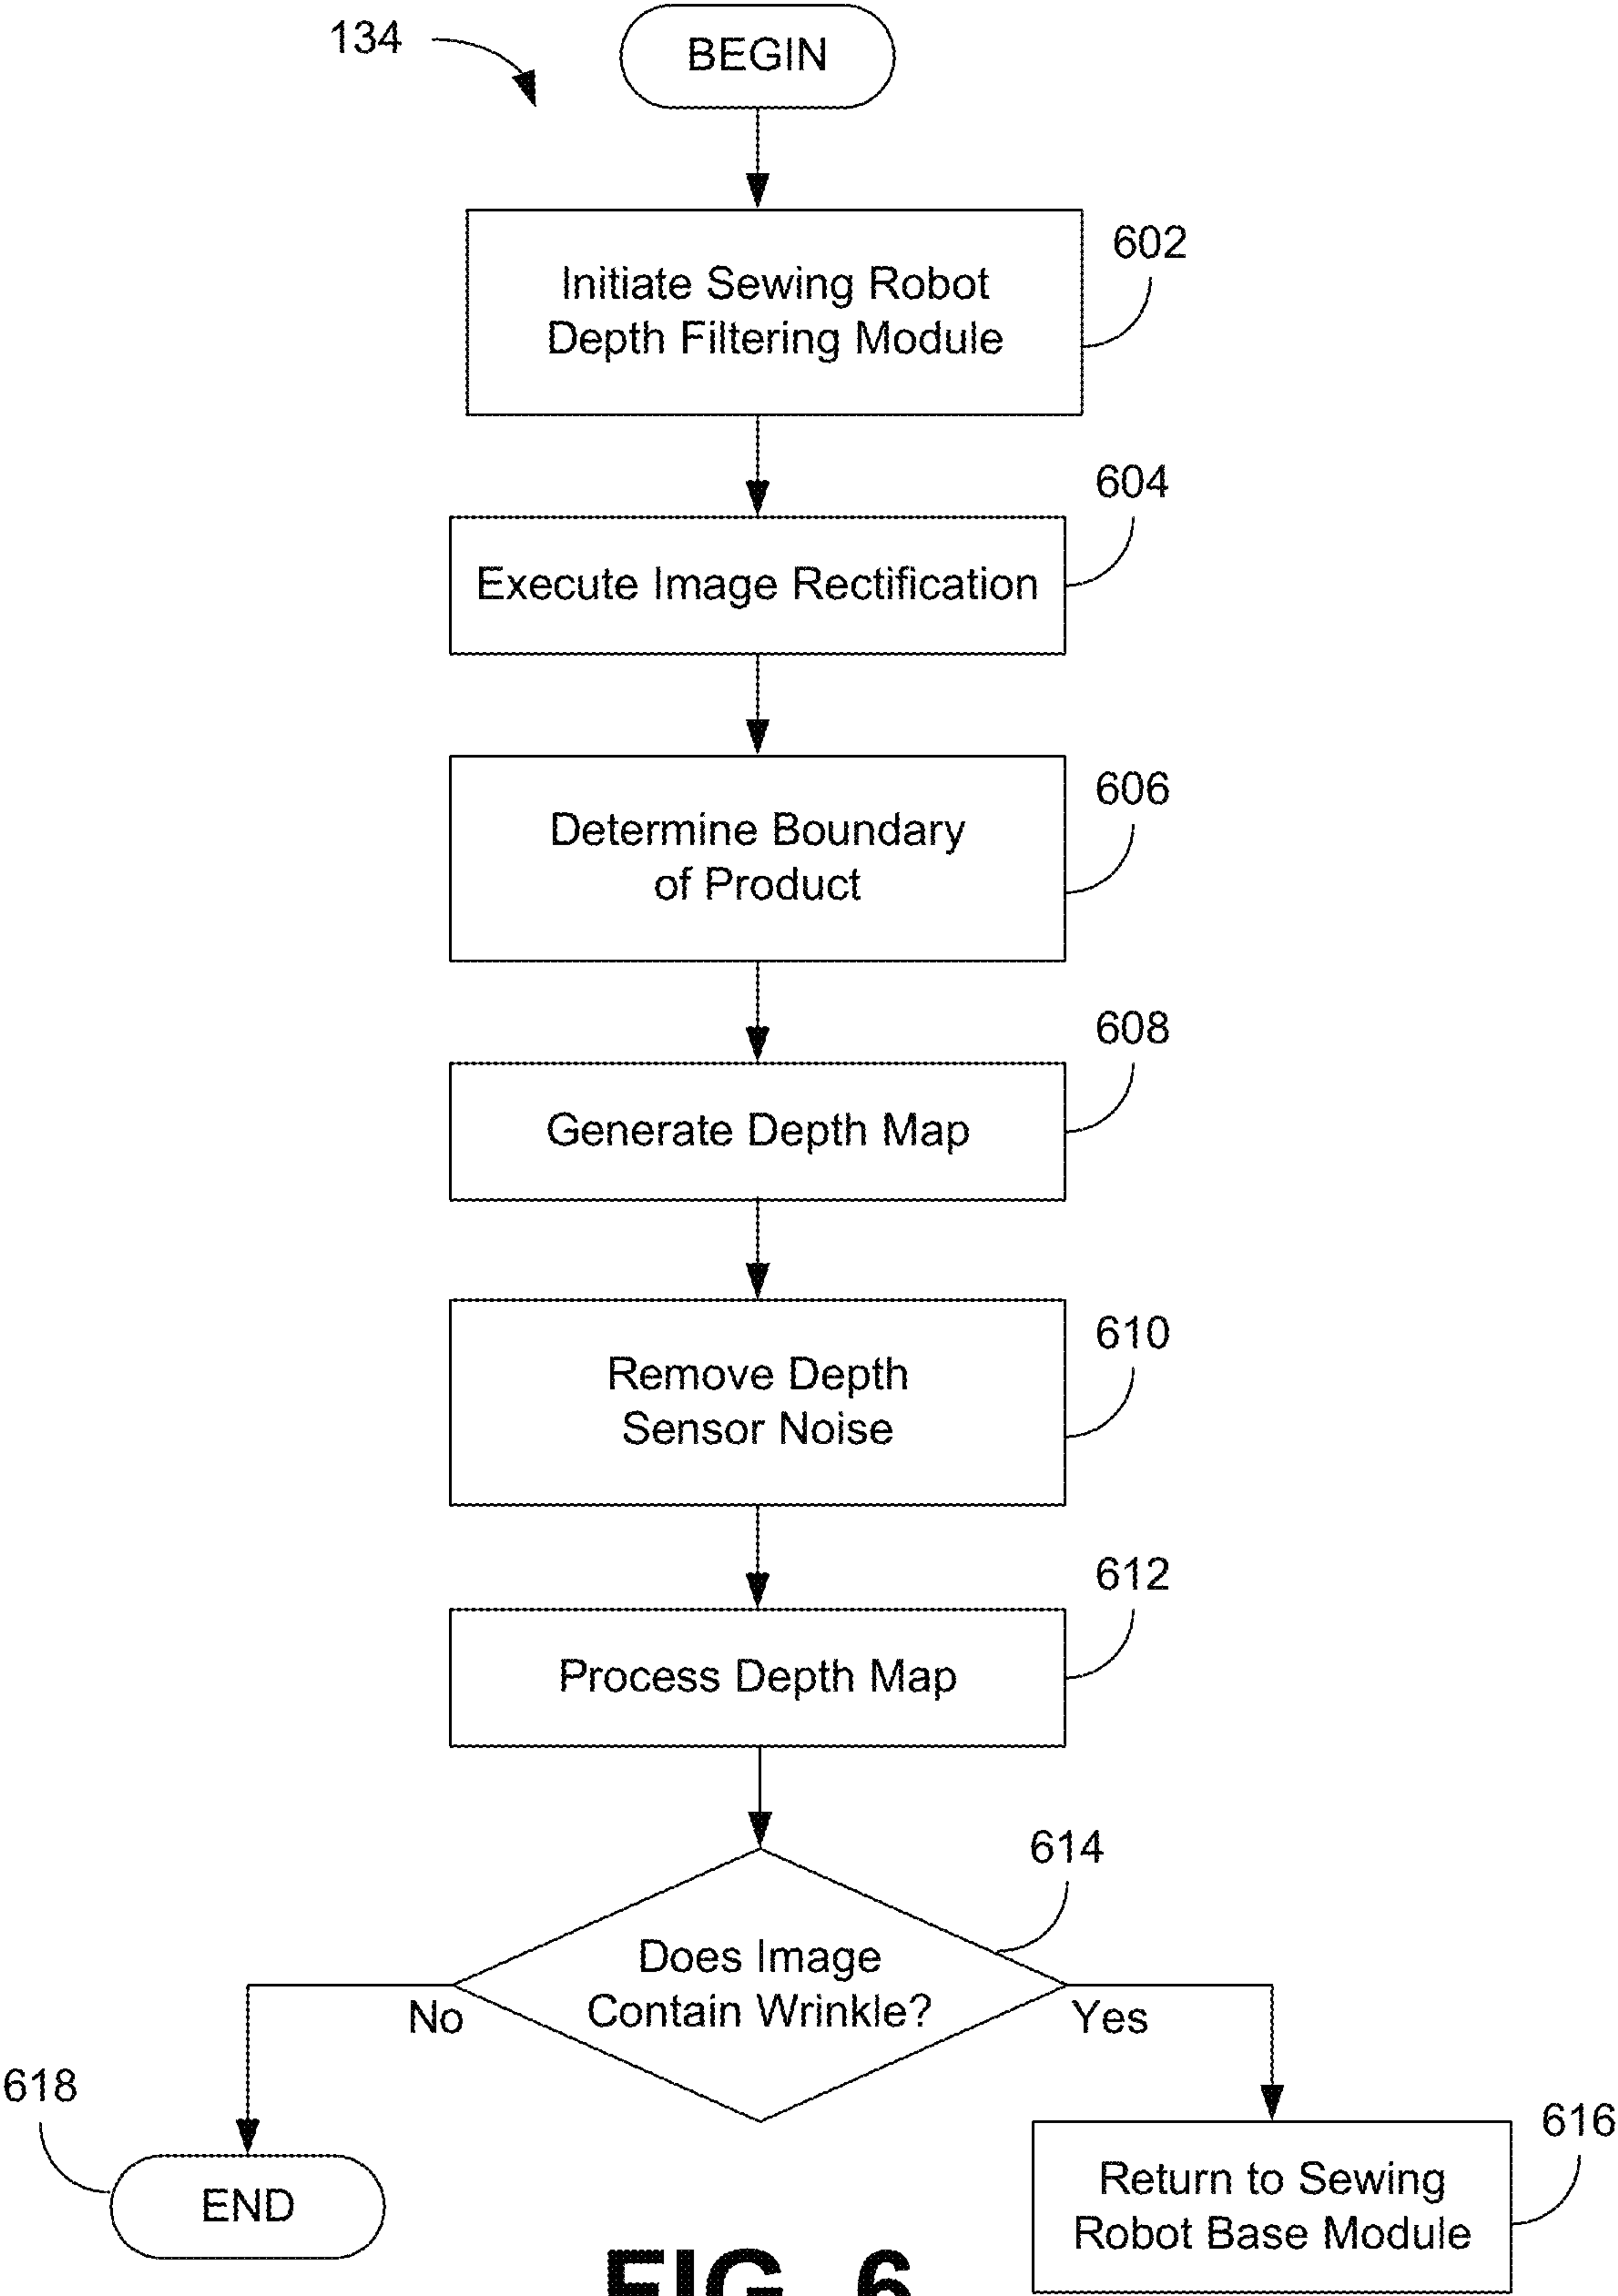 134
BEGIN
602
Initiate Sewing Robot
Depth Filtering Module
604
Execute Image Rectification
606
Determine Boundary
of Product
608
Generate Depth Map
610
Remove Depth
Sensor Noise
612
Process Depth Map
614
Does Image
Contain Wrinkle?
No
Yes
618
END
616
Return to Sewing
Robot Base Module
FIG. 6